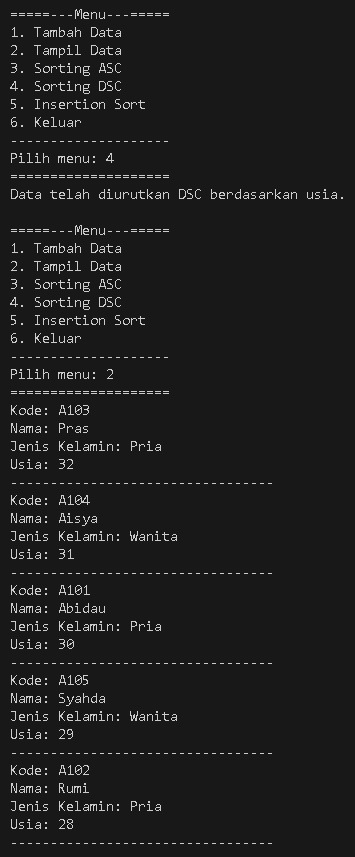 =====---Menu---=====
1. Tambah Data
2. Tampil Data
3. Sorting ASC
4. Sorting DSC
5. Insertion Sort
6. Keluar
--------------------
Pilih menu: 4
====================
Data telah diurutkan DSC berdasarkan usia.

=====---Menu---=====
1. Tambah Data
2. Tampil Data
3. Sorting ASC
4. Sorting DSC
5. Insertion Sort
6. Keluar
--------------------
Pilih menu: 2
====================
Kode: A103
Nama: Pras
Jenis Kelamin: Pria
Usia: 32
---------------------------------
Kode: A104
Nama: Aisya
Jenis Kelamin: Wanita
Usia: 31
---------------------------------
Kode: A101
Nama: Abidau
Jenis Kelamin: Pria
Usia: 30
---------------------------------
Kode: A105
Nama: Syahda
Jenis Kelamin: Wanita
Usia: 29
---------------------------------
Kode: A102
Nama: Rumi
Jenis Kelamin: Pria
Usia: 28
---------------------------------